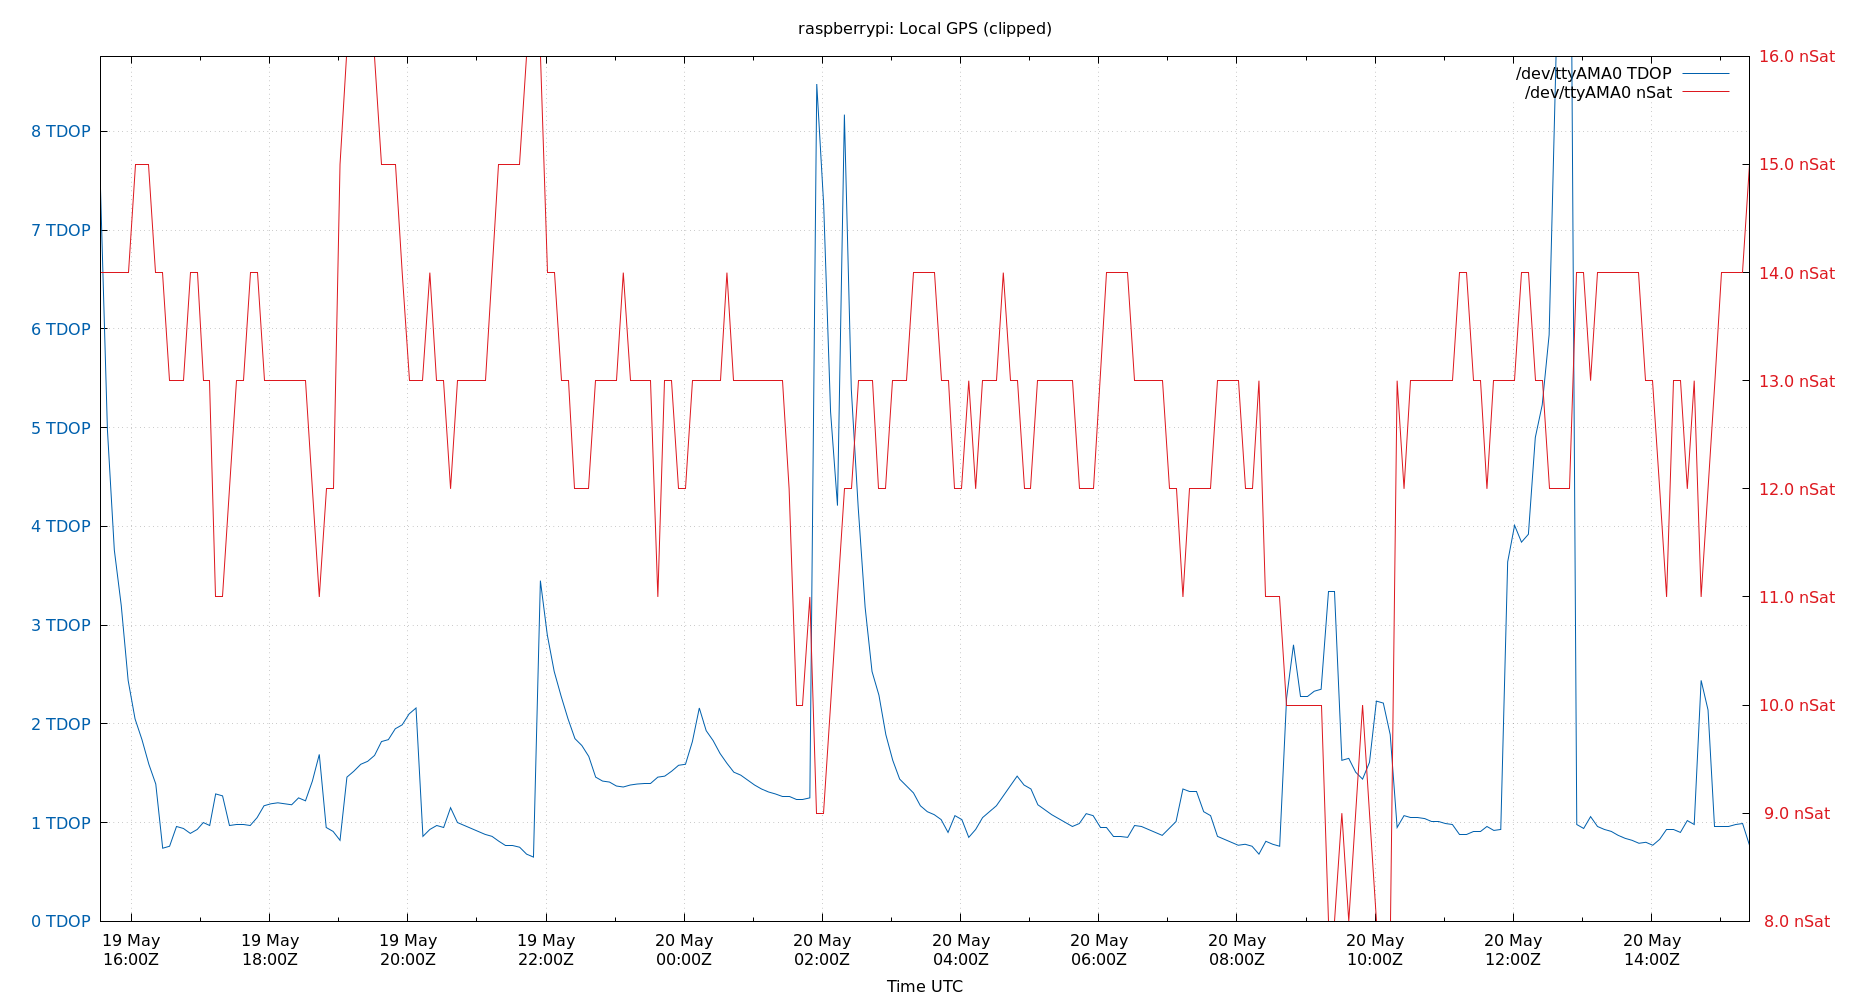 raspberrypi: Local GPS (clipped)
/dev/ttyAMA0 TDOP
/dev/ttyAMA0 nSat
8 TDOP
7 TDOP
6 TDOP
5 TDOP
4 TDOP
3 TDOP
2 TDOP
1 TDOP
0 TDOP
16.0 nSat
15.0 nSat
14.0 nSat
13.0 nSat
12.0 nSat
11.0 nSat
10.0 nSat
9.0 nSat
8.0 nSat
19 May
16:00Z
19 May
18:00Z
19 May
20:00Z
19 May
22:00Z
20 May
00:00Z
20 May
02:00Z
20 May
04:00Z
20 May
06:00Z
20 May
08:00Z
20 May
10:00Z
20 May
12:00Z
20 May
14:00Z
Time UTC